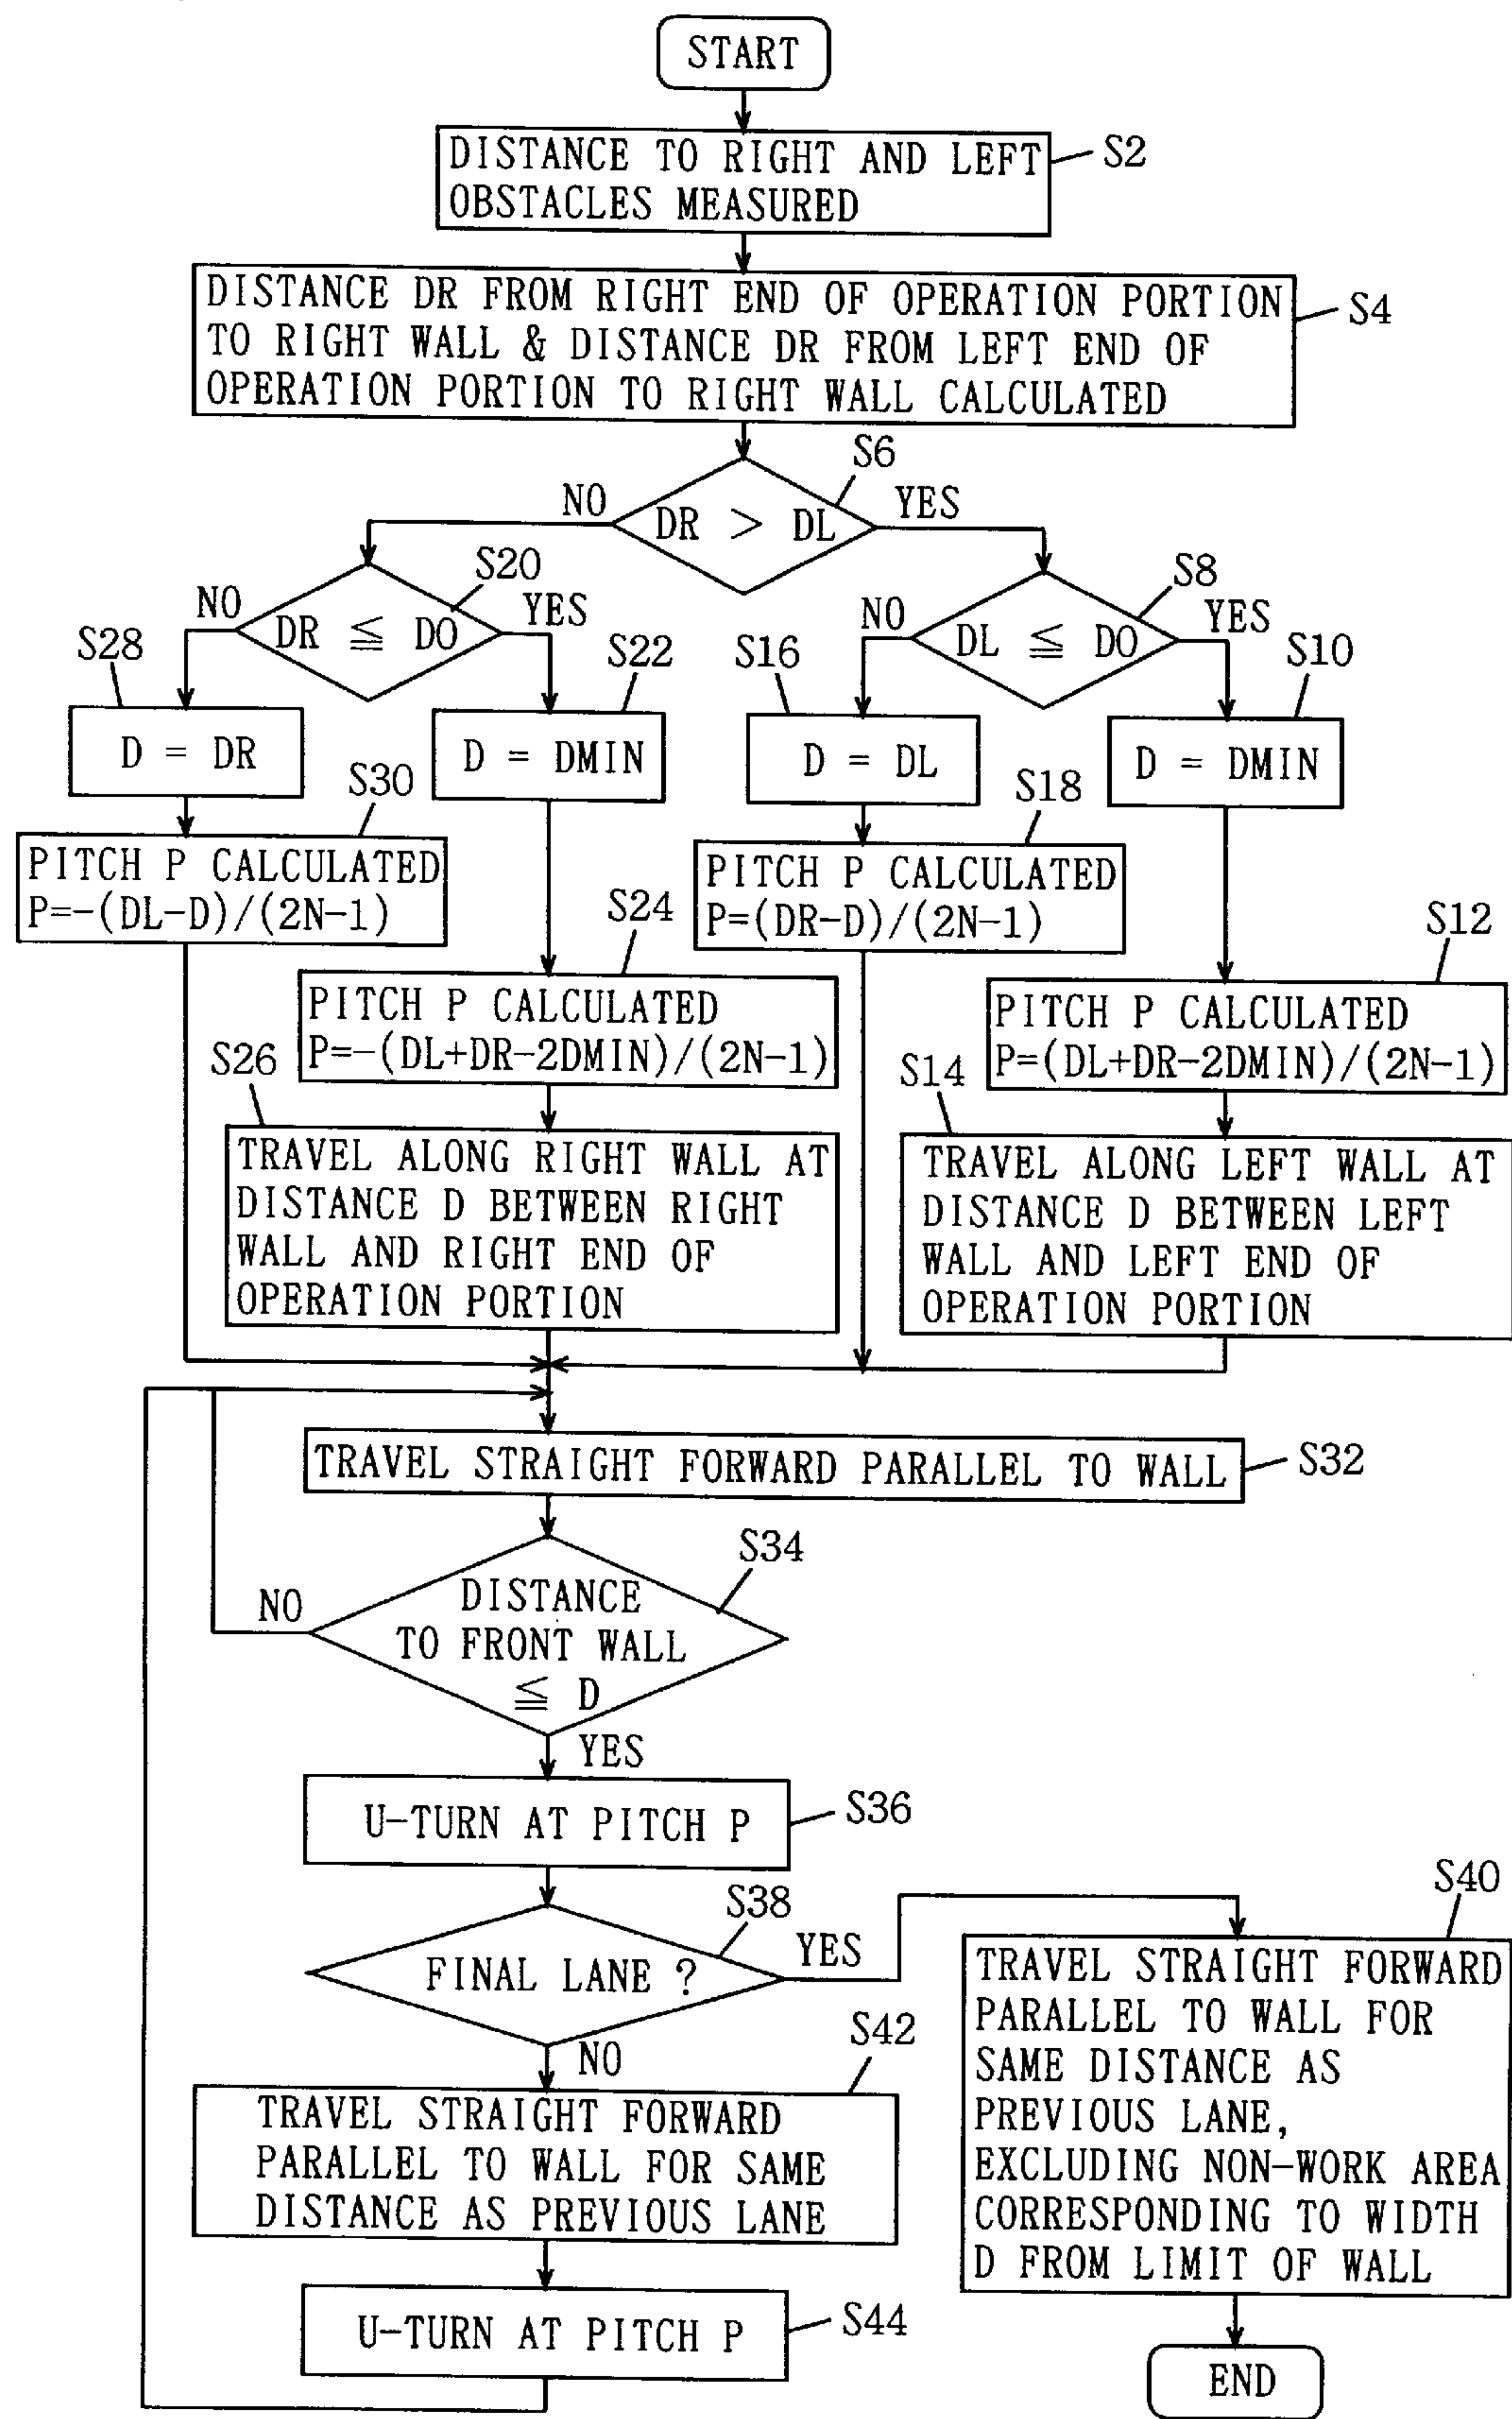 START
DISTANCE TO RIGHT AND LEFT
OBSTACLES MEASURED
S2
DISTANCE DR FROM RIGHT END OF OPERATION PORTION
TO RIGHT WALL & DISTANCE DR FROM LEFT END OF
OPERATION PORTION TO RIGHT WALL CALCULATED
S4
S6
NO
DR > DL
YES
S20
NO
DR ≦ DO
YES
S8
NO
DL ≦ DO
YES
S28
D = DR
S22
D = DMIN
S16
D = DL
S10
D = DMIN
S30
PITCH P CALCULATED
P=-(DL-D)/(2N-1)
S18
PITCH P CALCULATED
P=(DR-D)/(2N-1)
S24
PITCH P CALCULATED
P=-(DL+DR-2DMIN)/(2N-1)
S12
PITCH P CALCULATED
P=(DL+DR-2DMIN)/(2N-1)
S26
TRAVEL ALONG RIGHT WALL AT
DISTANCE D BETWEEN RIGHT
WALL AND RIGHT END OF
OPERATION PORTION
S14
TRAVEL ALONG LEFT WALL AT
DISTANCE D BETWEEN LEFT
WALL AND LEFT END OF
OPERATION PORTION
TRAVEL STRAIGHT FORWARD PARALLEL TO WALL
S32
S34
NO
DISTANCE
TO FRONT WALL
≦ D
YES
U-TURN AT PITCH P
S36
S38
FINAL LANE ?
YES
NO
S40
TRAVEL STRAIGHT FORWARD
PARALLEL TO WALL FOR
SAME DISTANCE AS
PREVIOUS LANE,
EXCLUDING NON-WORK AREA
CORRESPONDING TO WIDTH
D FROM LIMIT OF WALL
S42
TRAVEL STRAIGHT FORWARD
PARALLEL TO WALL FOR SAME
DISTANCE AS PREVIOUS LANE
U-TURN AT PITCH P
S44
END